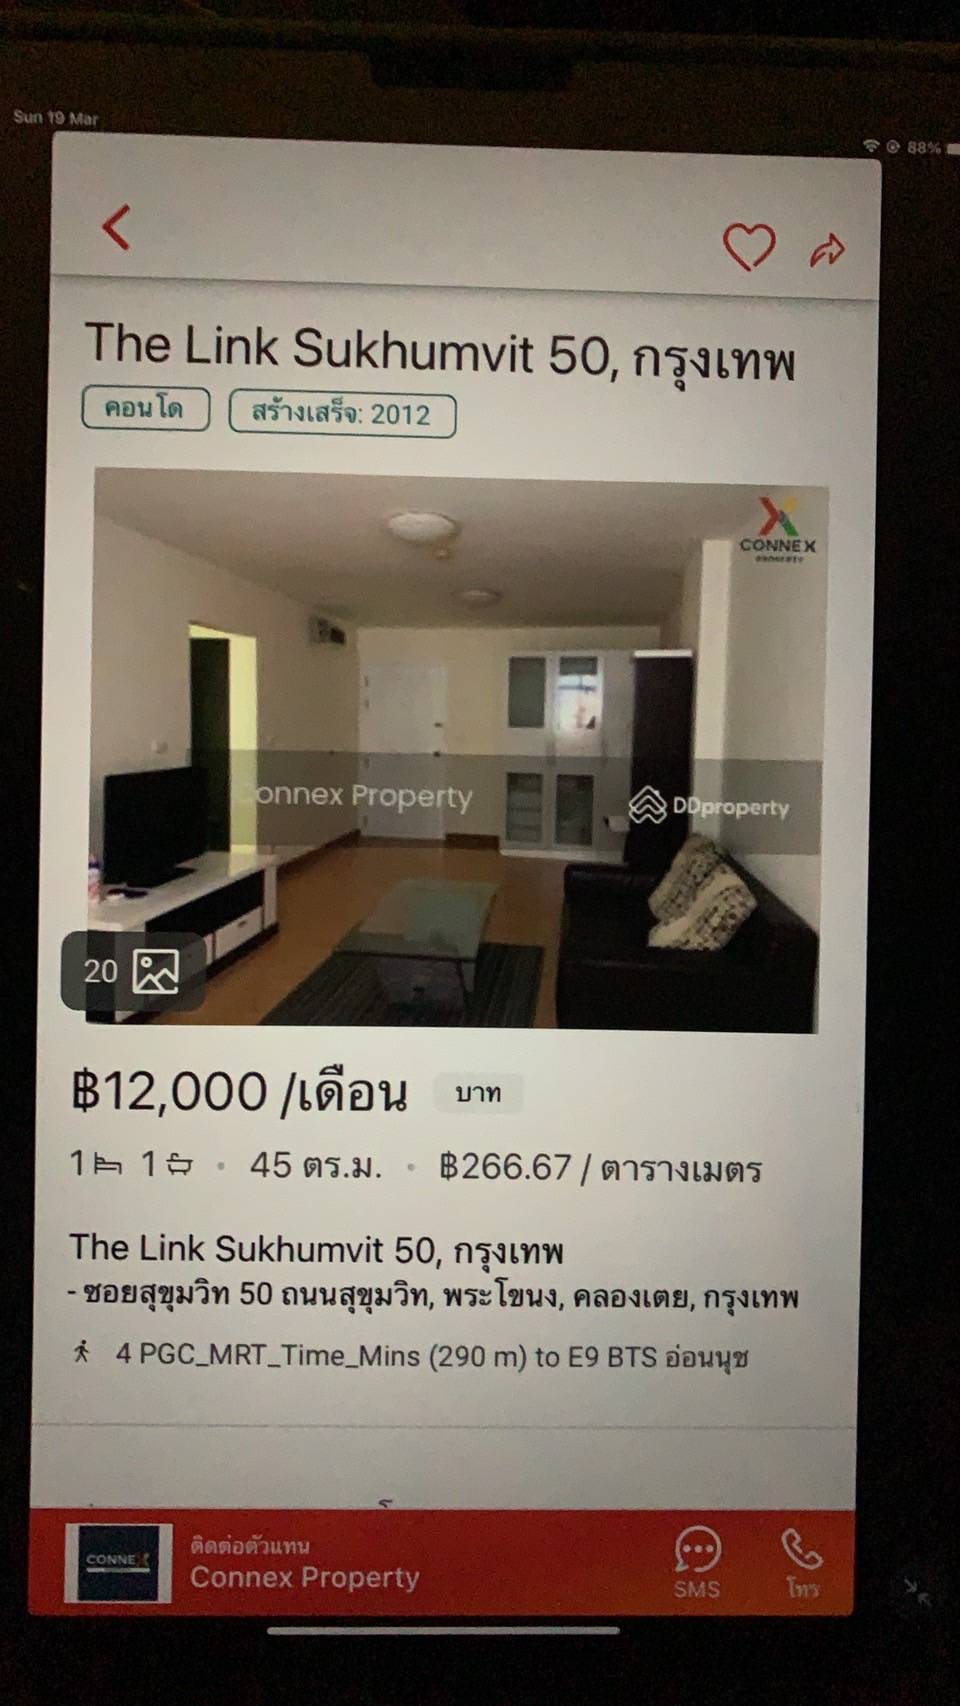 Sun 19 Mar
88%
The Link Sukhumvit 50, กรุงเทพ
คอนโด
สร้างเสร็จ: 2012
CONNEX
PROPERTY
onnex Property
DDproperty
20
฿12,000 /เดือน บาท
1 1 • 45 ตร.ม. • ฿266.67 / ตารางเมตร
The Link Sukhumvit 50, กรุงเทพ
- ซอยสุขุมวิท 50 ถนนสุขุมวิท, พระโขนง, คลองเตย, กรุงเทพ
4 PGC_MRT_Time_Mins (290 m) to E9 BTS อ่อนนุช
CONNEX
ติดต่อตัวแทน
Connex Property
SMS
โทร